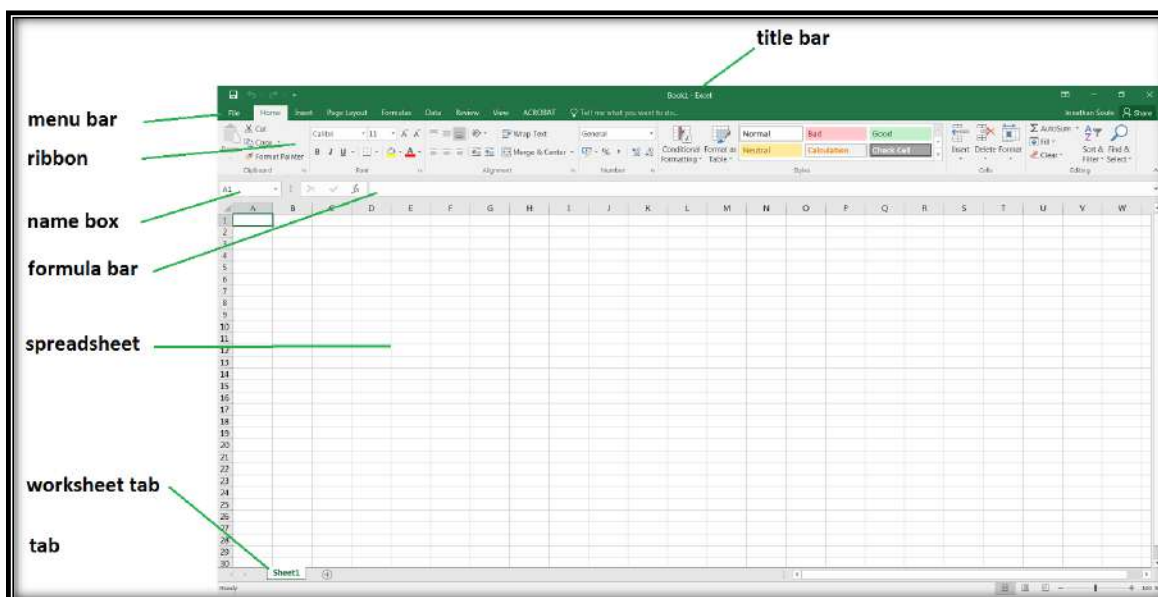 title bar
Book1 - Excel
menu bar
File Home Insert Page Layout Formulas Data Review View ACROBAT Tell me what you want to do... Share
ribbon
Cut Calibri 11 Wrap Text General Normal Bad Good AutoSum
Copy Fill
Format Painter B I U Merge & Center % Conditional Format as Neutral Calculation Check Cell Insert Delete Format Clear Sort & Find &
Formatting Table Filter Select
Clipboard Font Alignment Number Styles Cells Editing
name box
A1 fx
A B C D E F G H I J K L M N O P Q R S T U V W
formula bar
spreadsheet
worksheet tab
tab
1
2
3
4
5
6
7
8
9
10
11
12
13
14
15
16
17
18
19
20
21
22
23
24
25
26
27
28
29
30
Sheet1
Ready